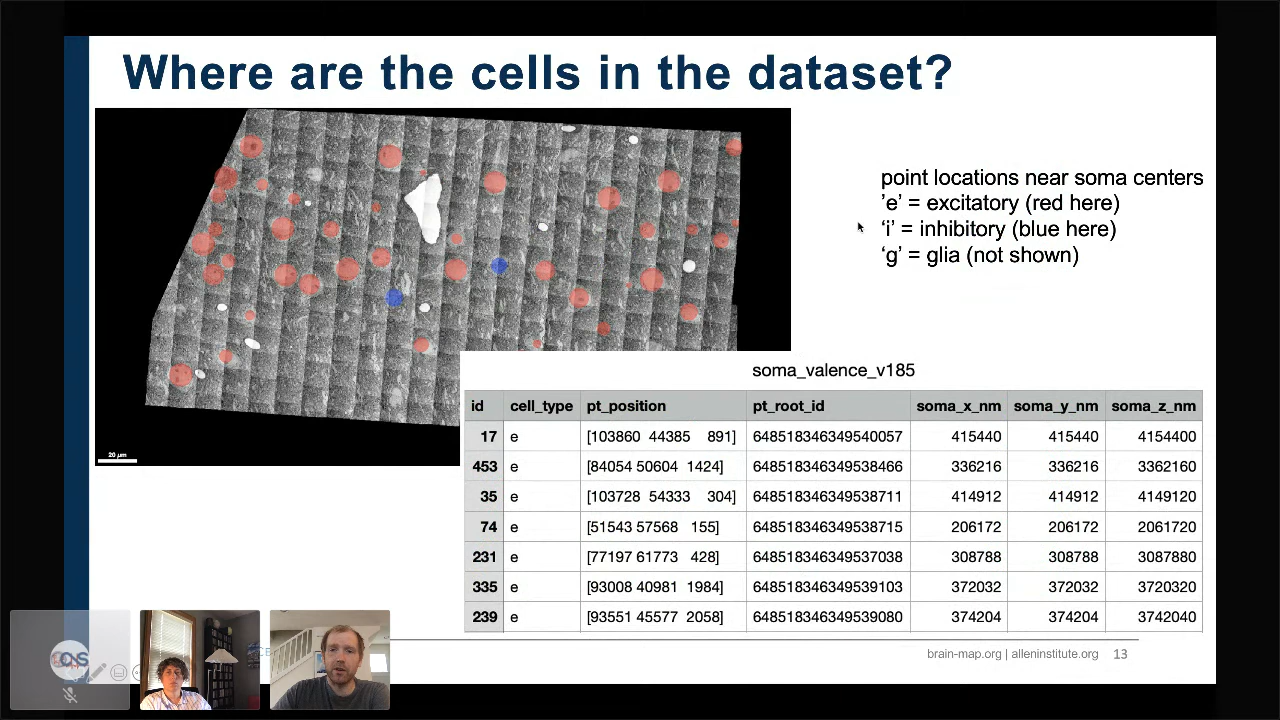 Where are the cells in the dataset?
point locations near soma centers
'e' = excitatory (red here)
'i' = inhibitory (blue here)
'g' = glia (not shown)
20 µm
soma_valence_v185
id cell_type pt_position pt_root_id soma_x_nm soma_y_nm soma_z_nm
17 e [103860 44385 891] 648518346349540057 415440 415440 4154400
453 e [84054 50604 1424] 648518346349538466 336216 336216 3362160
35 e [103728 54333 304] 648518346349538711 414912 414912 4149120
74 e [51543 57568 155] 648518346349538715 206172 206172 2061720
231 e [77197 61773 428] 648518346349537038 308788 308788 3087880
335 e [93008 40981 1984] 648518346349539103 372032 372032 3720320
239 e [93551 45577 2058] 648518346349539080 374204 374204 3742040
OS
brain-map.org | alleninstitute.org 13